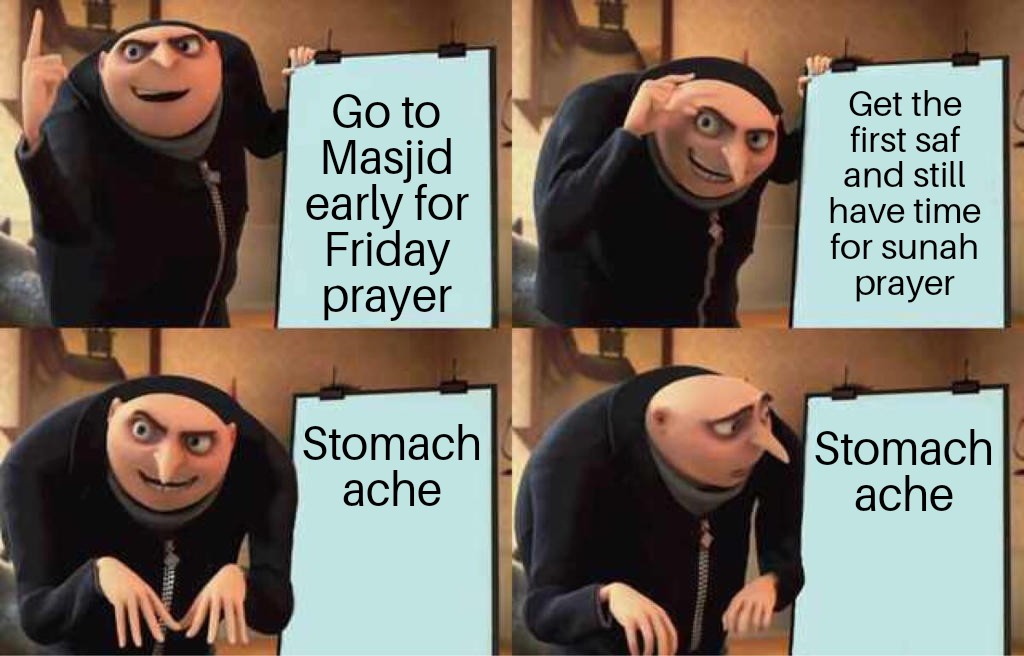 Go to
Masjid
early for
Friday
prayer
Get the
first saf
and still
have time
for sunah
prayer
Stomach
ache
Stomach
ache